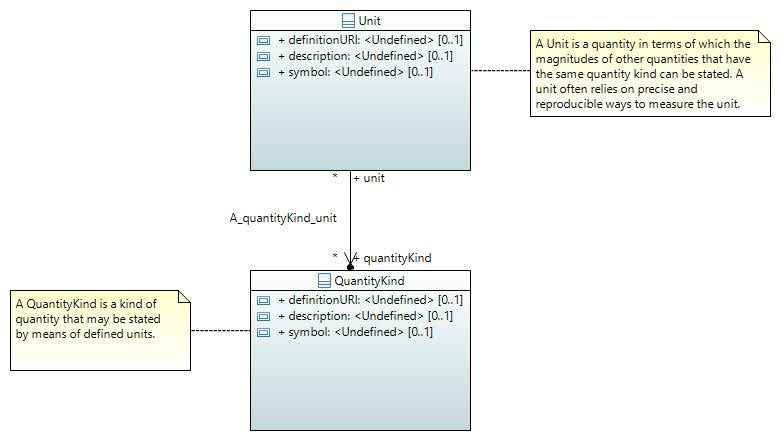 Unit
+ definitionURI: <Undefined> [0..1]
+ description: <Undefined> [0..1]
+ symbol: <Undefined> [0..1]
A Unit is a quantity in terms of which the
magnitudes of other quantities that have
the same quantity kind can be stated. A
unit often relies on precise and
reproducible ways to measure the unit.
* + unit
A_quantityKind_unit
* + quantityKind
QuantityKind
+ definitionURI: <Undefined> [0..1]
+ description: <Undefined> [0..1]
+ symbol: <Undefined> [0..1]
A QuantityKind is a kind of
quantity that may be stated
by means of defined units.